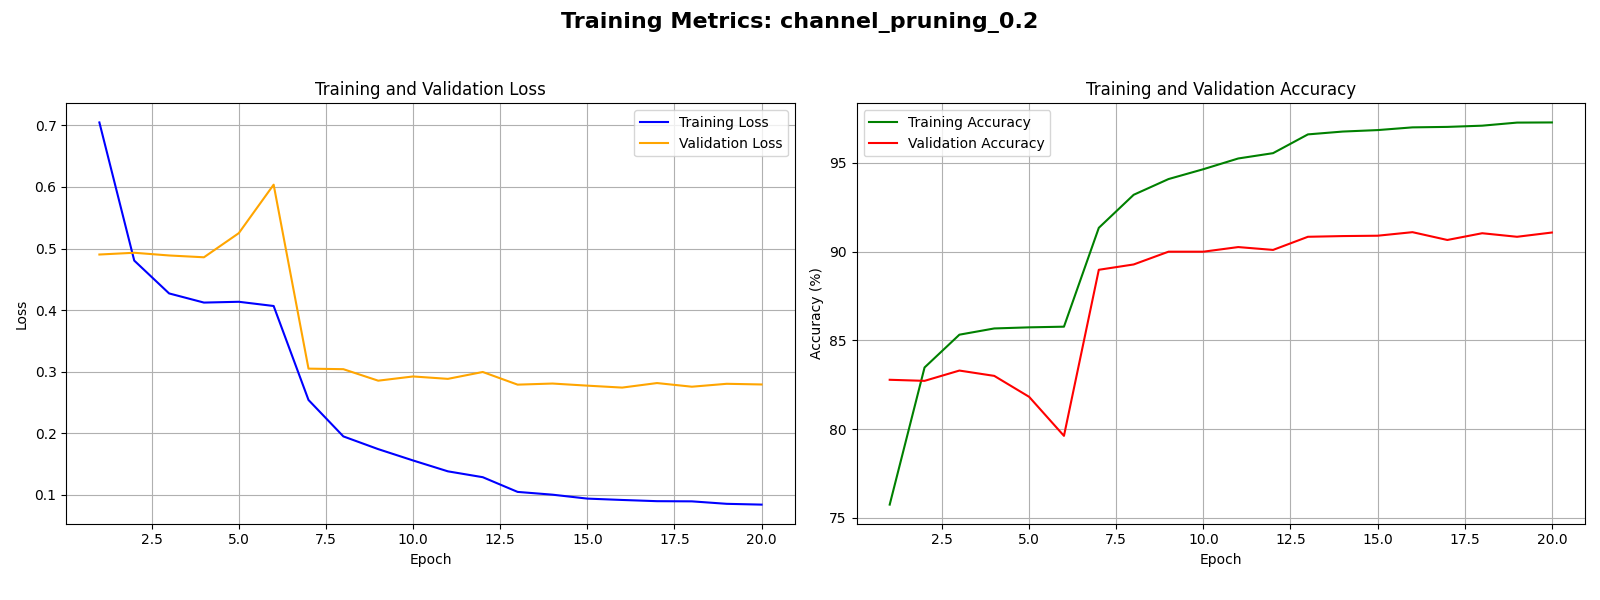 Training Metrics: channel_pruning_0.2
Training and Validation Loss
Training Loss
Validation Loss
0.7
0.6
0.5
0.4
0.3
0.2
0.1
Loss
2.5 5.0 7.5 10.0 12.5 15.0 17.5 20.0
Epoch
Training and Validation Accuracy
Training Accuracy
Validation Accuracy
95
90
85
80
75
Accuracy (%)
2.5 5.0 7.5 10.0 12.5 15.0 17.5 20.0
Epoch